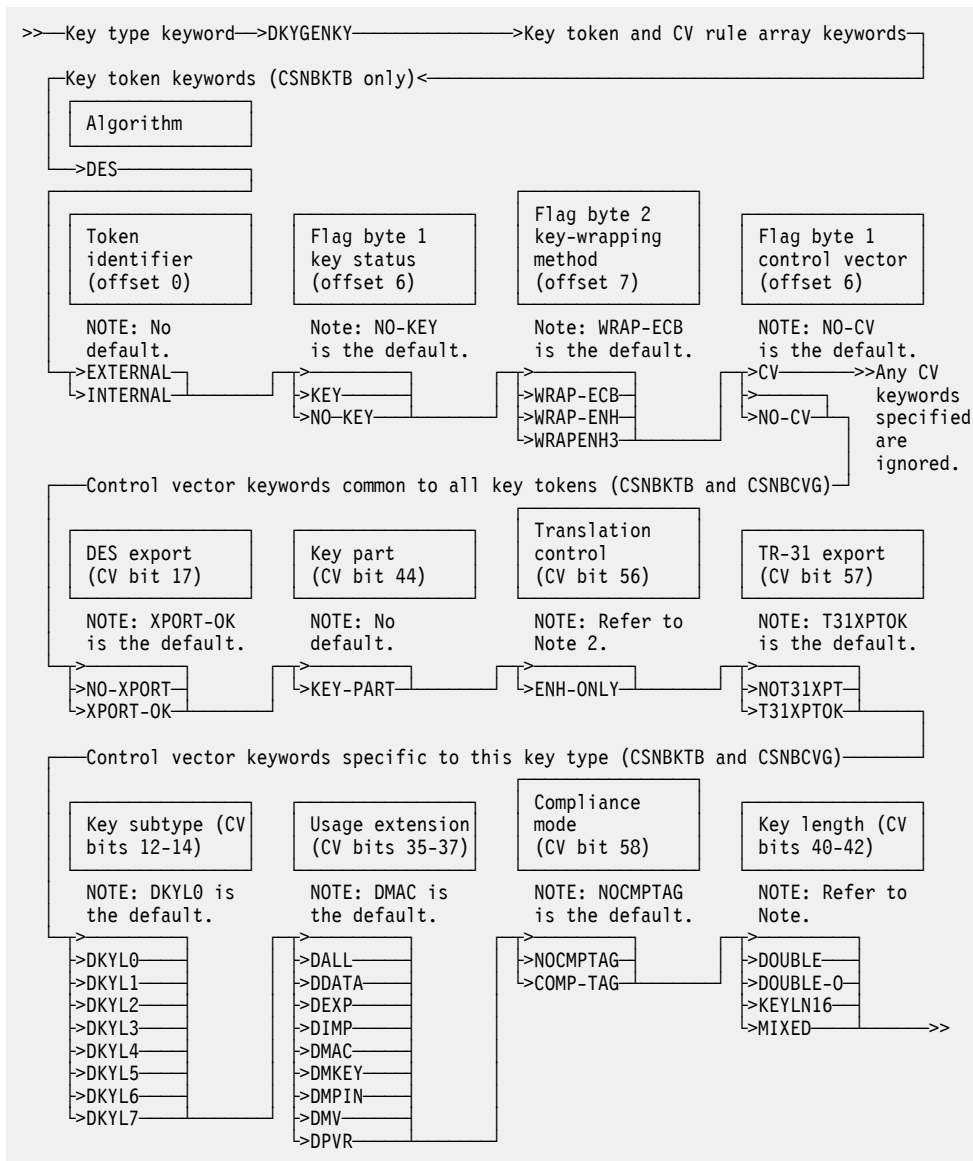 >>—Key type keyword—>DKYGENKY—>Key token and CV rule array keywords
Key token keywords (CSNBKTB only)<
Algorithm
>DES
Token identifier (offset 0)
Flag byte 1 key status (offset 6)
Flag byte 2 key-wrapping method (offset 7)
Flag byte 1 control vector (offset 6)
NOTE: No default.
Note: NO-KEY is the default.
Note: WRAP-ECB is the default.
NOTE: NO-CV is the default.
>EXTERNAL
>INTERNAL
>
>KEY
>NO-KEY
>
>WRAP-ECB
>WRAP-ENH
>WRAPENH3
>CV—>>Any CV keywords specified are ignored.
>
>NO-CV
Control vector keywords common to all key tokens (CSNBKTB and CSNBCVG)
DES export (CV bit 17)
Key part (CV bit 44)
Translation control (CV bit 56)
TR-31 export (CV bit 57)
NOTE: XPORT-OK is the default.
NOTE: No default.
NOTE: Refer to Note 2.
NOTE: T31XPTOK is the default.
>
>NO-XPORT
>XPORT-OK
>
>KEY-PART
>
>ENH-ONLY
>
>NOT31XPT
>T31XPTOK
Control vector keywords specific to this key type (CSNBKTB and CSNBCVG)
Key subtype (CV bits 12-14)
Usage extension (CV bits 35-37)
Compliance mode (CV bit 58)
Key length (CV bits 40-42)
NOTE: DKYL0 is the default.
NOTE: DMAC is the default.
NOTE: NOCMPTAG is the default.
NOTE: Refer to Note.
>
>DKYL0
>DKYL1
>DKYL2
>DKYL3
>DKYL4
>DKYL5
>DKYL6
>DKYL7
>
>DALL
>DDATA
>DEXP
>DIMP
>DMAC
>DMKEY
>DMPIN
>DMV
>DPVR
>
>NOCMPTAG
>COMP-TAG
>
>DOUBLE
>DOUBLE-O
>KEYLN16
>MIXED—>>